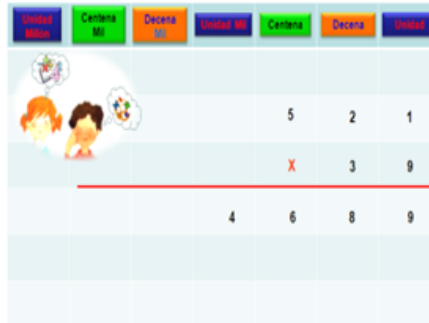 Unidad Millón Centena Mil Decena Mil Unidad Mil Centena Decena Unidad
5 2 1
X 3 9
4 6 8 9